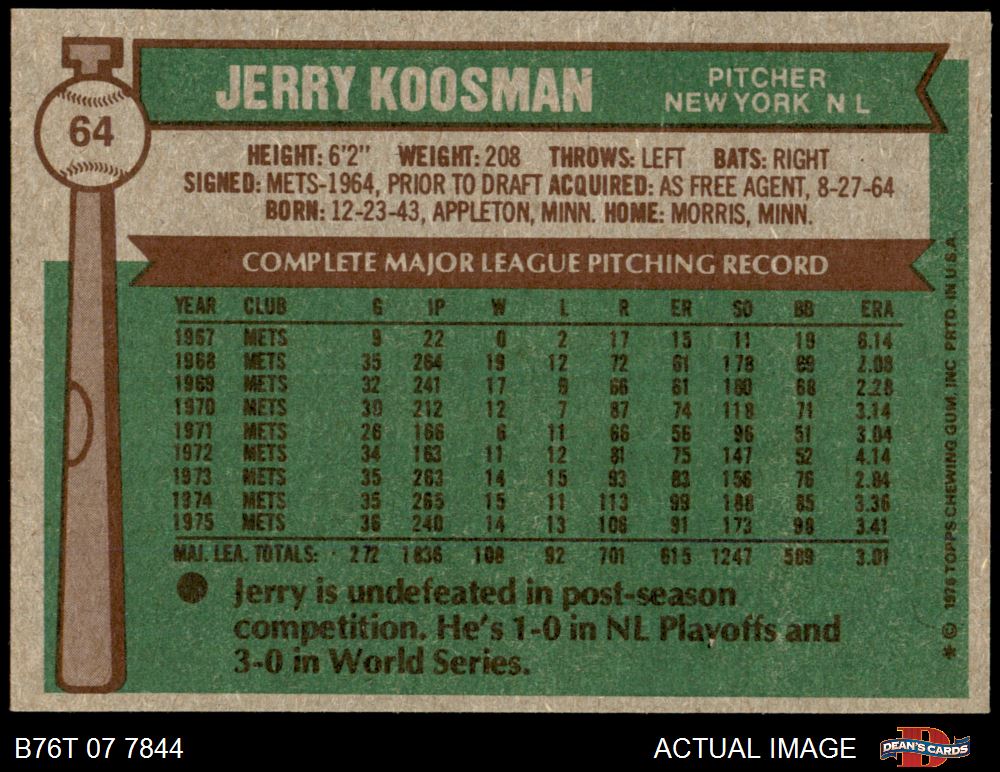 64
JERRY KOOSMAN
PITCHER
NEW YORK N L
HEIGHT: 6'2" WEIGHT: 208 THROWS: LEFT BATS: RIGHT
SIGNED: METS-1964, PRIOR TO DRAFT ACQUIRED: AS FREE AGENT, 8-27-64
BORN: 12-23-43, APPLETON, MINN. HOME: MORRIS, MINN.
COMPLETE MAJOR LEAGUE PITCHING RECORD
YEAR CLUB G IP W L R ER SO BB ERA
1967 METS 9 22 0 2 17 15 11 19 6.14
1968 METS 35 264 19 12 72 61 178 69 2.08
1969 METS 32 241 17 9 66 61 180 68 2.28
1970 METS 30 212 12 7 87 74 118 71 3.14
1971 METS 26 166 6 11 66 56 96 51 3.04
1972 METS 34 163 11 12 81 75 147 52 4.14
1973 METS 35 263 14 15 93 83 156 76 2.84
1974 METS 35 265 15 11 113 99 188 85 3.36
1975 METS 36 240 14 13 106 91 173 98 3.41
MAJ. LEA. TOTALS: 272 1836 108 92 701 615 1247 589 3.01
Jerry is undefeated in post-season
competition. He's 1-0 in NL Playoffs and
3-0 in World Series.
* © 1976 TOPPS CHEWING GUM, INC PRTD. IN U.S.A.
B76T 07 7844
ACTUAL IMAGE
D
DEAN'S CARDS